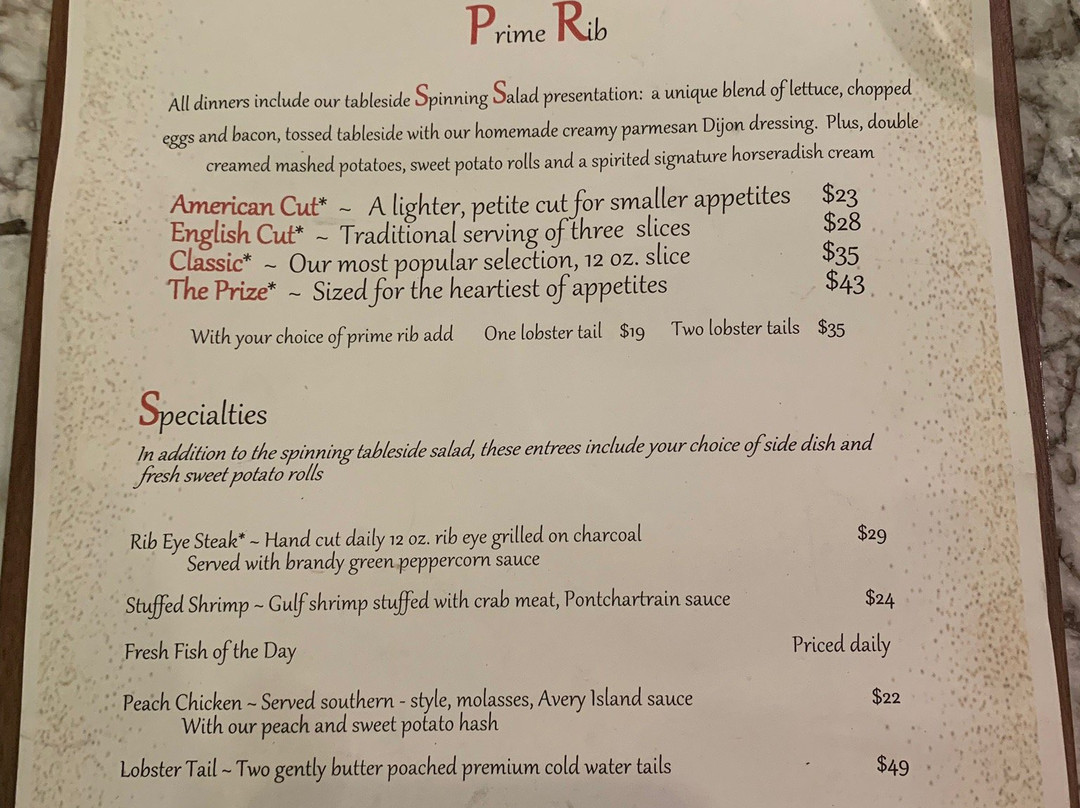 Prime Rib
All dinners include our tableside Spinning Salad presentation: a unique blend of lettuce, chopped
eggs and bacon, tossed tableside with our homemade creamy parmesan Dijon dressing. Plus, double
creamed mashed potatoes, sweet potato rolls and a spirited signature horseradish cream
American Cut* ~ A lighter, petite cut for smaller appetites $23
English Cut* ~ Traditional serving of three slices $28
Classic* ~ Our most popular selection, 12 oz. slice $35
The Prize* ~ Sized for the heartiest of appetites $43
With your choice of prime rib add One lobster tail $19 Two lobster tails $35
Specialties
In addition to the spinning tableside salad, these entrees include your choice of side dish and
fresh sweet potato rolls
Rib Eye Steak* ~ Hand cut daily 12 oz. rib eye grilled on charcoal $29
Served with brandy green peppercorn sauce
Stuffed Shrimp ~ Gulf shrimp stuffed with crab meat, Pontchartrain sauce $24
Fresh Fish of the Day Priced daily
Peach Chicken ~ Served southern - style, molasses, Avery Island sauce $22
With our peach and sweet potato hash
Lobster Tail ~ Two gently butter poached premium cold water tails $49